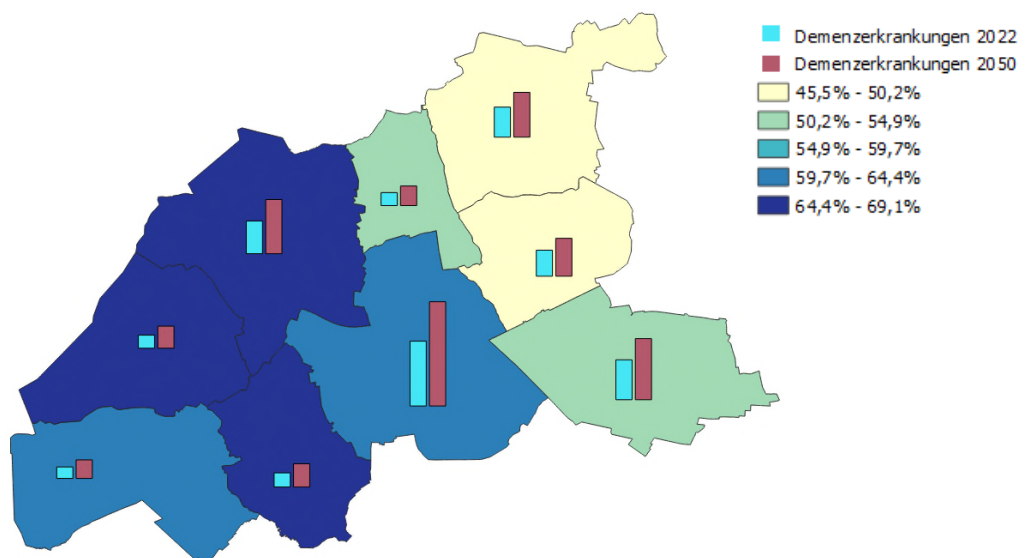 Demenzerkrankungen 2022
Demenzerkrankungen 2050
45,5% - 50,2%
50,2% - 54,9%
54,9% - 59,7%
59,7% - 64,4%
64,4% - 69,1%